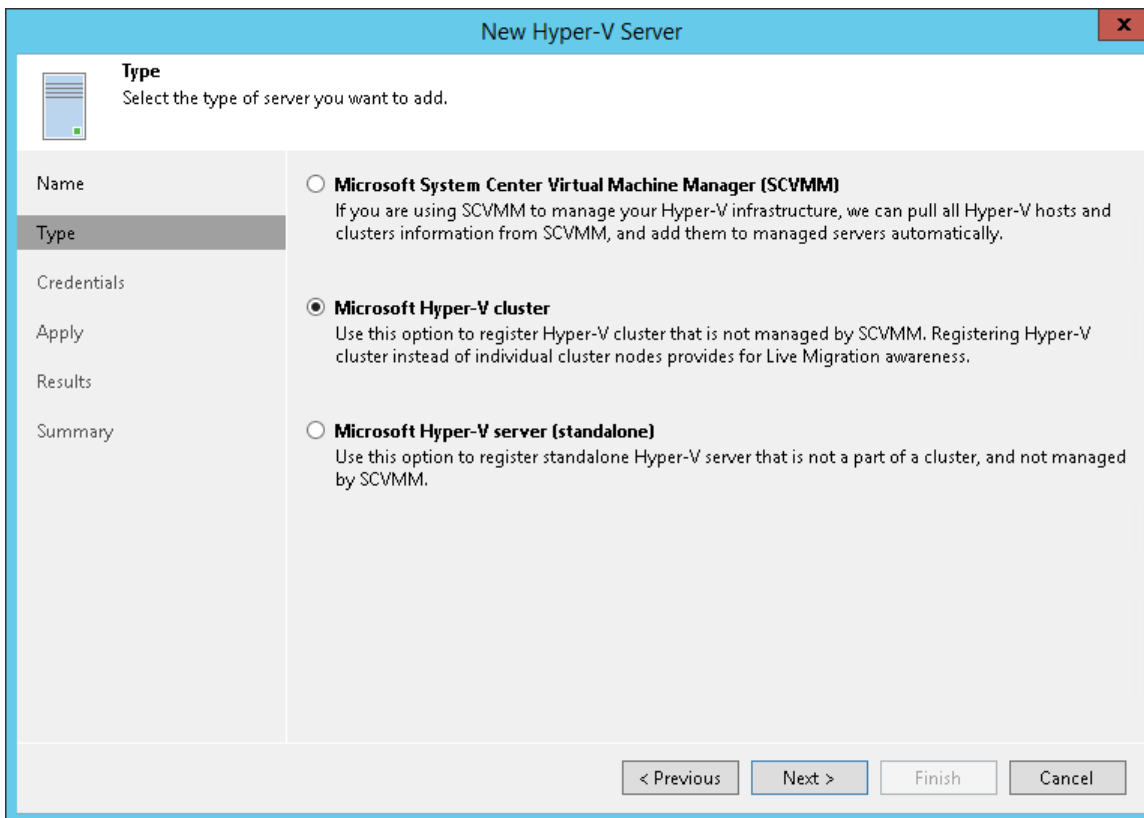 New Hyper-V Server
x
Type
Select the type of server you want to add.
Name
Type
Credentials
Apply
Results
Summary
Microsoft System Center Virtual Machine Manager (SCVMM)
If you are using SCVMM to manage your Hyper-V infrastructure, we can pull all Hyper-V hosts and
clusters information from SCVMM, and add them to managed servers automatically.
Microsoft Hyper-V cluster
Use this option to register Hyper-V cluster that is not managed by SCVMM. Registering Hyper-V
cluster instead of individual cluster nodes provides for Live Migration awareness.
Microsoft Hyper-V server (standalone)
Use this option to register standalone Hyper-V server that is not a part of a cluster, and not managed
by SCVMM.
< Previous
Next >
Finish
Cancel